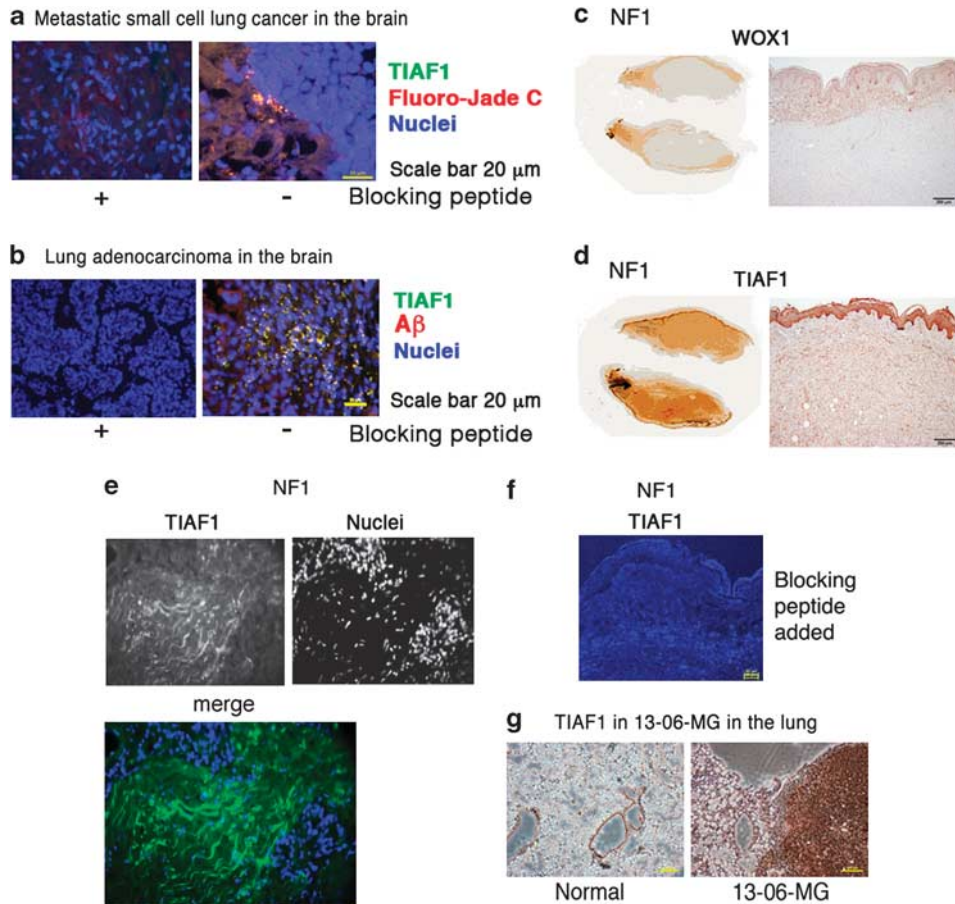 a Metastatic small cell lung cancer in the brain
TIAF1
Fluoro-Jade C
Nuclei
Scale bar 20 μm
+
-
Blocking peptide
b Lung adenocarcinoma in the brain
TIAF1
Aβ
Nuclei
Scale bar 20 μm
+
-
Blocking peptide
c NF1
WOX1
d NF1
TIAF1
e NF1
TIAF1
Nuclei
merge
f NF1
TIAF1
Blocking
peptide
added
g TIAF1 in 13-06-MG in the lung
Normal
13-06-MG